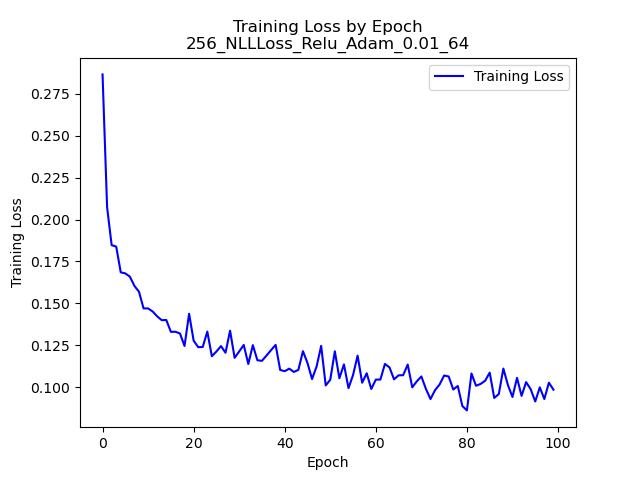 Training Loss by Epoch
256_NLLLoss_Relu_Adam_0.01_64
Training Loss
0.275
0.250
0.225
0.200
0.175
0.150
0.125
0.100
Training Loss
0 20 40 60 80 100
Epoch